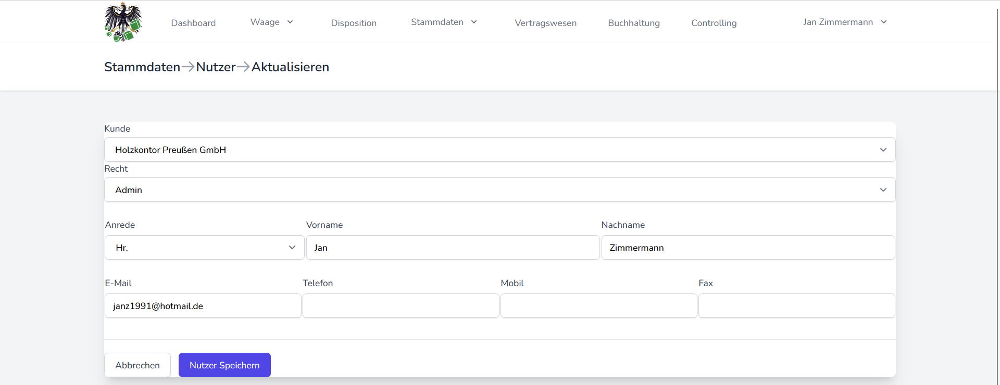 Dashboard Waage Disposition Stammdaten Vertragswesen Buchhaltung Controlling Jan Zimmermann
Stammdaten→Nutzer→Aktualisieren
Kunde
Holzkontor Preußen GmbH
Recht
Admin
Anrede Vorname Nachname
Hr. Jan Zimmermann
E-Mail Telefon Mobil Fax
janz1991@hotmail.de
Abbrechen Nutzer Speichern